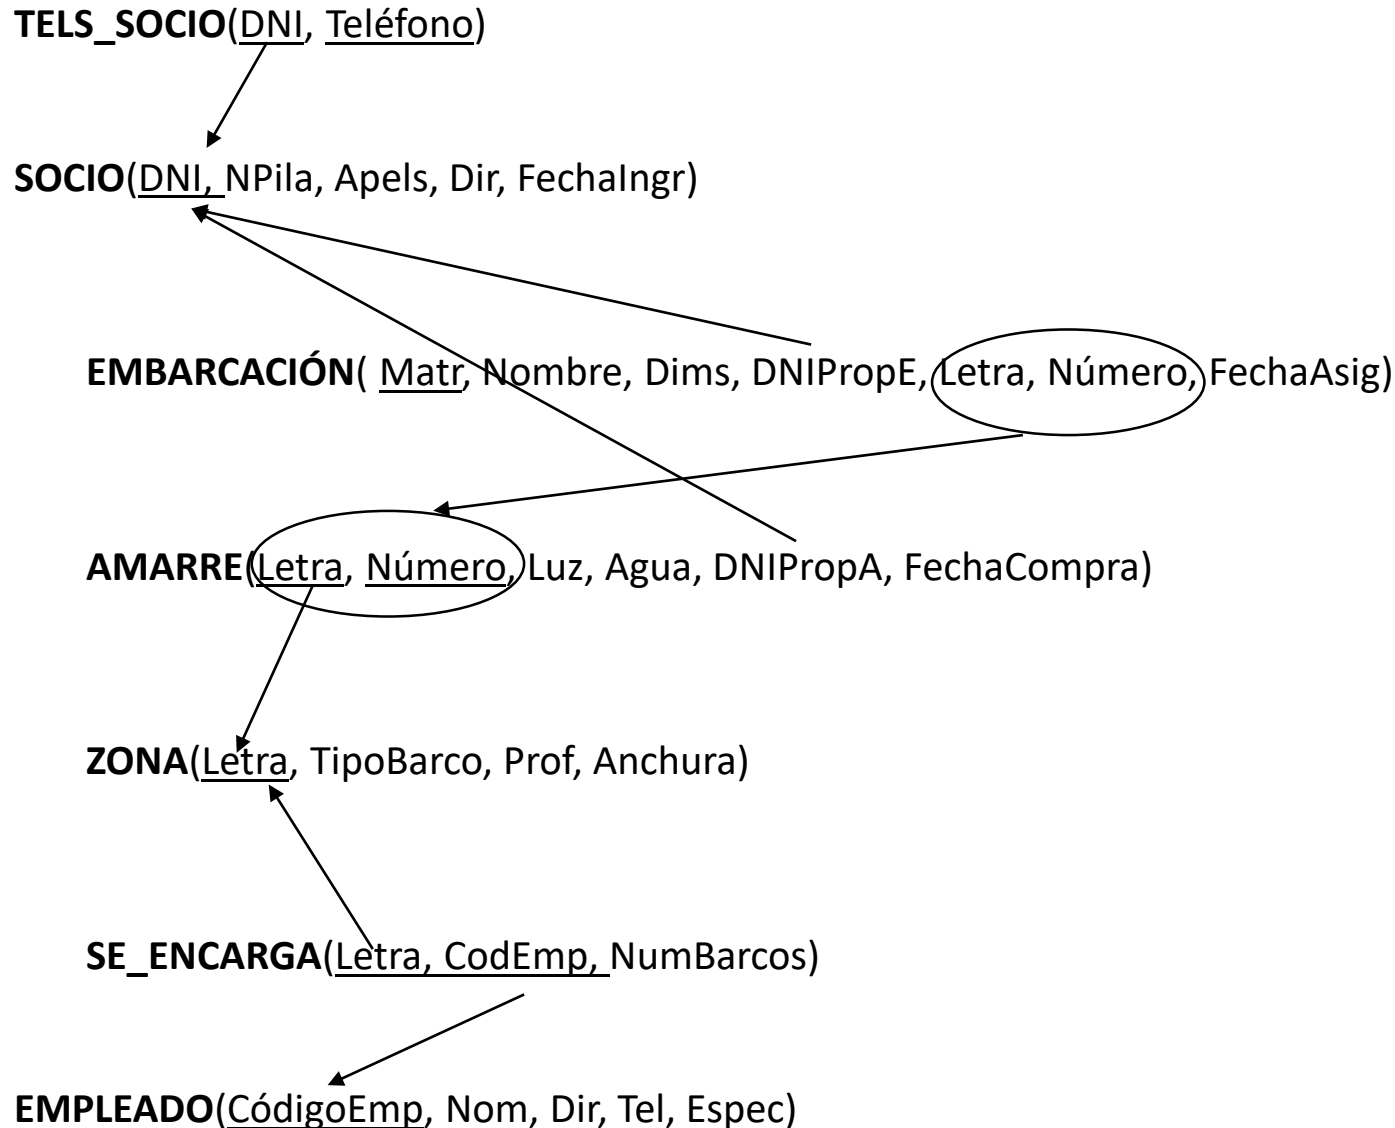 TELS_SOCIO(DNI, Teléfono)
SOCIO(DNI, NPila, Apels, Dir, FechaIngr)
EMBARCACIÓN( Matr, Nombre, Dims, DNIPropE, Letra, Número, FechaAsig)
AMARRE(Letra, Número, Luz, Agua, DNIPropA, FechaCompra)
ZONA(Letra, TipoBarco, Prof, Anchura)
SE_ENCARGA(Letra, CodEmp, NumBarcos)
EMPLEADO(CódigoEmp, Nom, Dir, Tel, Espec)